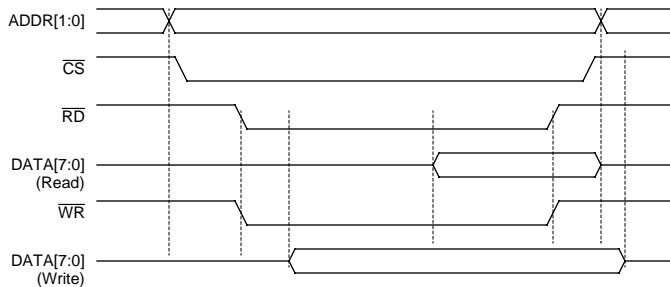 ADDR[1:0]
CS
RD
DATA[7:0]
(Read)
WR
DATA[7:0]
(Write)